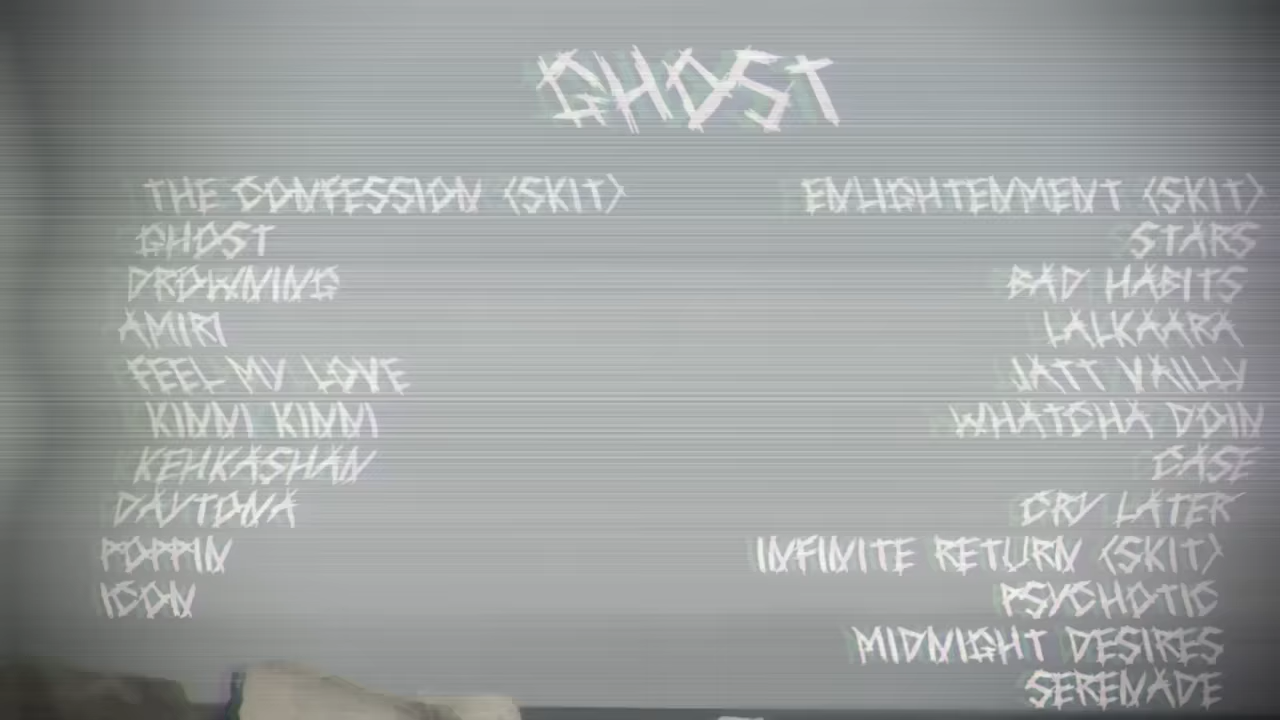 GHOST
THE CONFESSION (SKIT)
GHOST
DROWNING
AMIRI
FEEL MY LOVE
KINNI KINNI
KEHKASHAN
DAYTONA
POPPIN
ICON
ENLIGHTENMENT (SKIT)
STARS
BAD HABITS
LALKAARA
JATT VAILLY
WHATCHA DOIN
CASE
CRY LATER
INFINITE RETURN (SKIT)
PSYCHOTIC
MIDNIGHT DESIRES
SERENADE